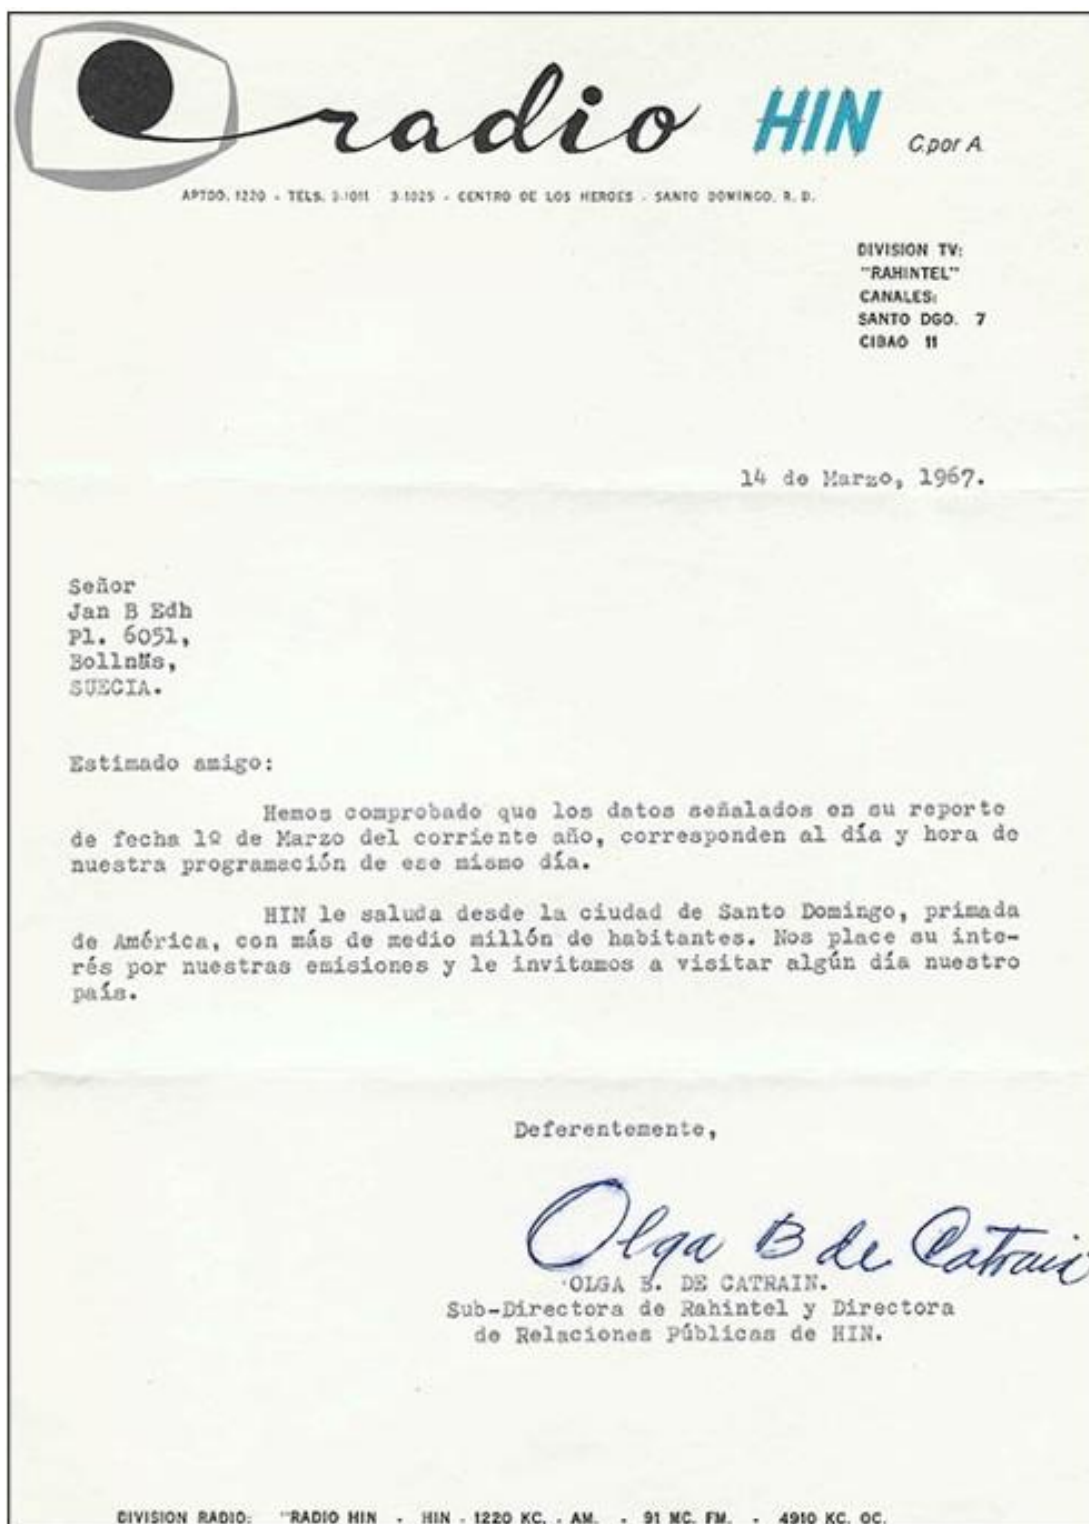 radio HIN C. por A.
APTDO. 1220 - TELS. 3-1011 3-1025 - CENTRO DE LOS HEROES - SANTO DOMINGO, R. D.
DIVISION TV:
"RAHINTEL"
CANALES:
SANTO DGO. 7
CIBAO 11
14 de Marzo, 1967.
Señor
Jan B Edh
Pl. 6051,
Bollnäs,
SUECIA.
Estimado amigo:
Hemos comprobado que los datos señalados en su reporte
de fecha 1º de Marzo del corriente año, corresponden al día y hora de
nuestra programación de ese mismo día.
HIN le saluda desde la ciudad de Santo Domingo, primada
de América, con más de medio millón de habitantes. Nos place su inte-
rés por nuestras emisiones y le invitamos a visitar algún día nuestro
país.
Deferentemente,
Olga B de Catrain
OLGA B. DE CATRAIN.
Sub-Directora de Rahintel y Directora
de Relaciones Públicas de HIN.
DIVISION RADIO: "RADIO HIN - HIN - 1220 KC. - AM. - 91 MC. FM. - 4910 KC. OC.